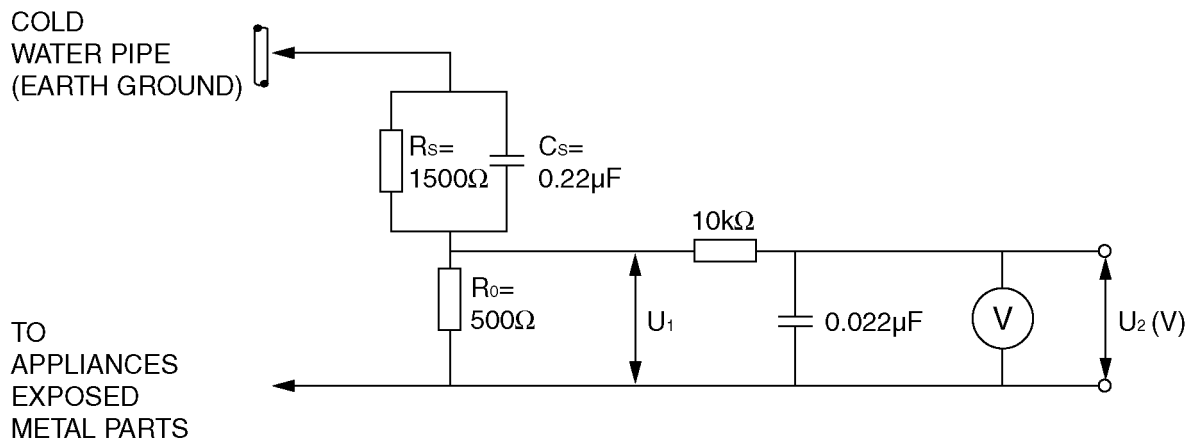 COLD
WATER PIPE
(EARTH GROUND)
RS=
1500Ω
CS=
0.22µF
10kΩ
R0=
500Ω
U1
0.022µF
V
U2 (V)
TO
APPLIANCES
EXPOSED
METAL PARTS